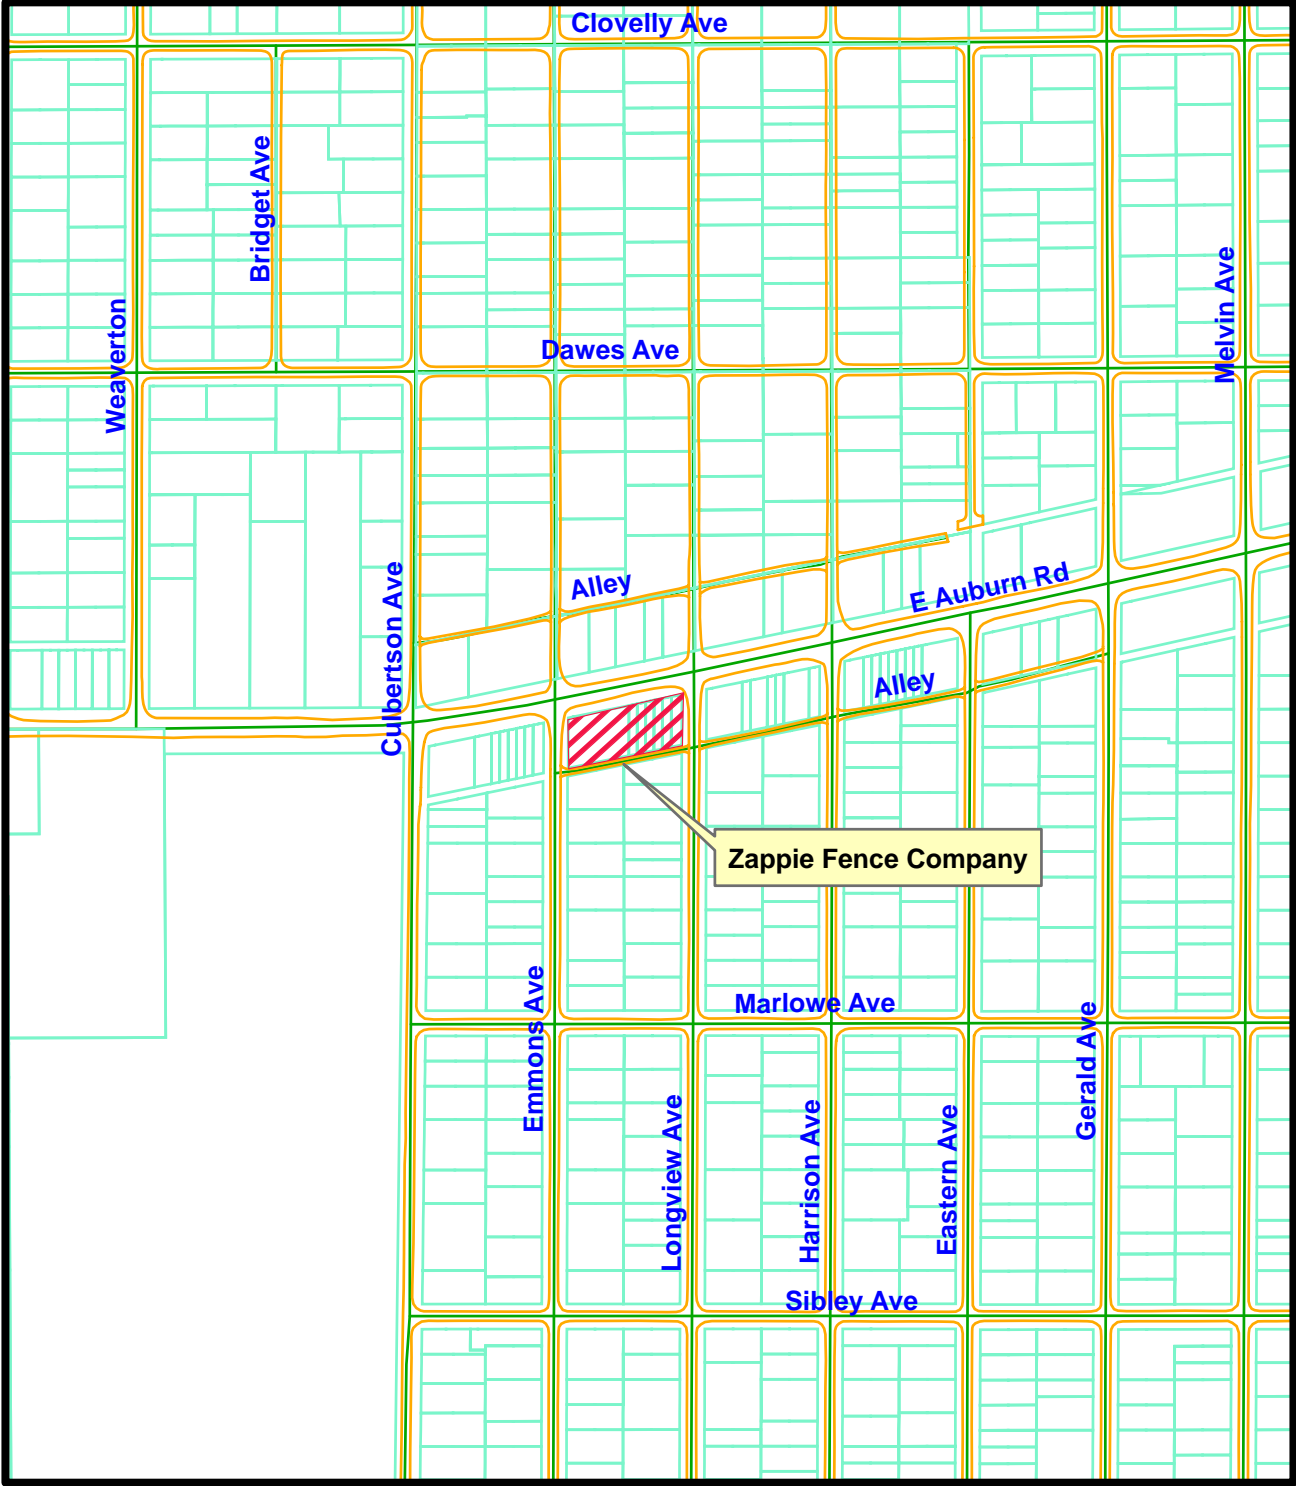 Clovelly Ave
Bridget Ave
Melvin Ave
Weaverton
Dawes Ave
Culbertson Ave
Alley
E Auburn Rd
Alley
Zappie Fence Company
Emmons Ave
Marlowe Ave
Gerald Ave
Longview Ave
Harrison Ave
Eastern Ave
Sibley Ave